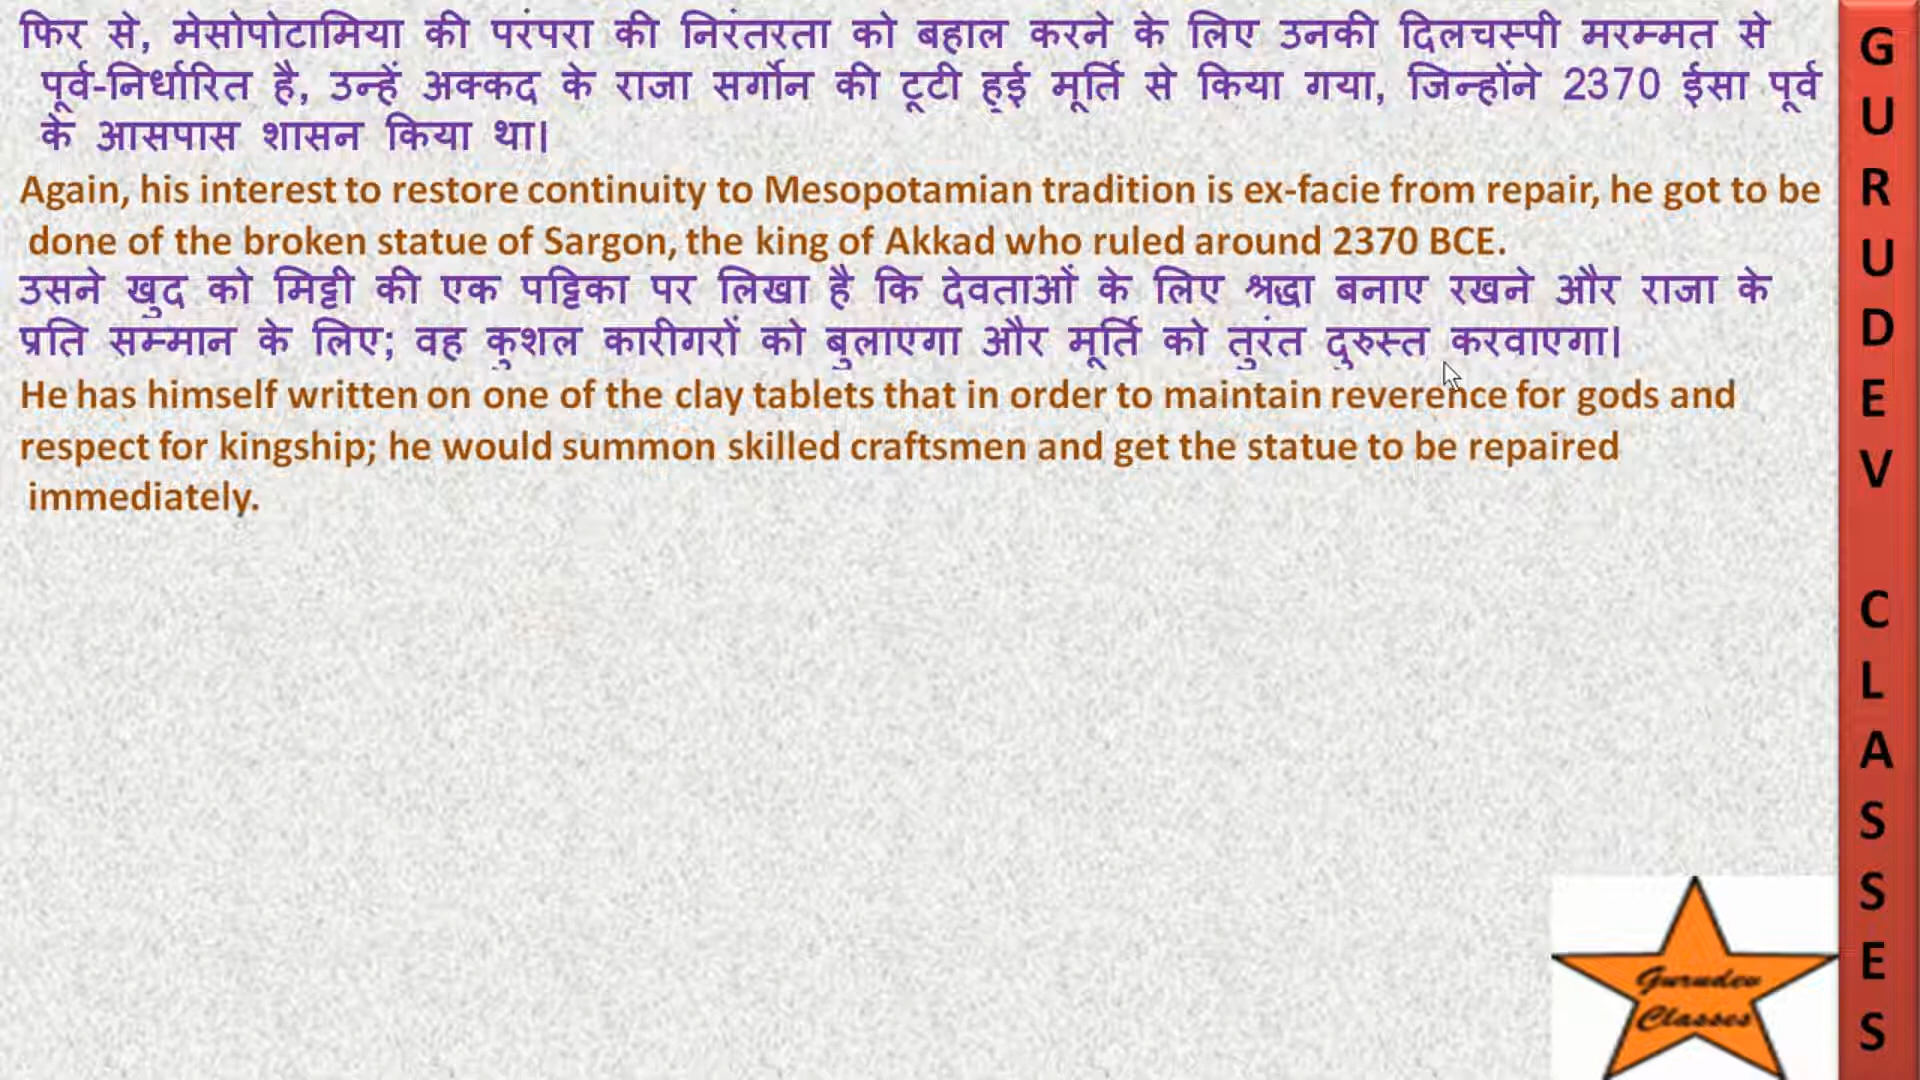 फिर से, मेसोपोटामिया की परंपरा की निरंतरता को बहाल करने के लिए उनकी दिलचस्पी मरम्मत से
पूर्व-निर्धारित है, उन्हें अक्कद के राजा सर्गोन की टूटी हुई मूर्ति से किया गया, जिन्होंने 2370 ईसा पूर्व
के आसपास शासन किया था।
Again, his interest to restore continuity to Mesopotamian tradition is ex-facie from repair, he got to be
done of the broken statue of Sargon, the king of Akkad who ruled around 2370 BCE.
उसने खुद को मिट्टी की एक पट्टिका पर लिखा है कि देवताओं के लिए श्रद्धा बनाए रखने और राजा के
प्रति सम्मान के लिए; वह कुशल कारीगरों को बुलाएगा और मूर्ति को तुरंत दुरुस्त करवाएगा।
He has himself written on one of the clay tablets that in order to maintain reverence for gods and
respect for kingship; he would summon skilled craftsmen and get the statue to be repaired
immediately.
GURUDEV CLASSES
Gurudev
Classes